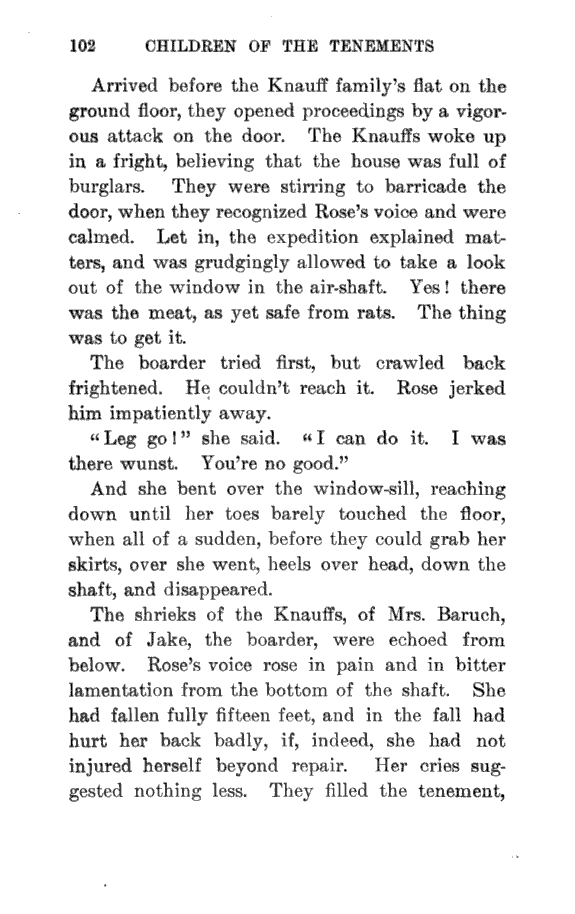 102 CHILDREN OF THE TENEMENTS
Arrived before the Knauff family's flat on the
ground floor, they opened proceedings by a vigor-
ous attack on the door. The Knauffs woke up
in a fright, believing that the house was full of
burglars. They were stirring to barricade the
door, when they recognized Rose's voice and were
calmed. Let in, the expedition explained mat-
ters, and was grudgingly allowed to take a look
out of the window in the air-shaft. Yes! there
was the meat, as yet safe from rats. The thing
was to get it.
The boarder tried first, but crawled back
frightened. He couldn't reach it. Rose jerked
him impatiently away.
"Leg go!" she said. "I can do it. I was
there wunst. You're no good."
And she bent over the window-sill, reaching
down until her toes barely touched the floor,
when all of a sudden, before they could grab her
skirts, over she went, heels over head, down the
shaft, and disappeared.
The shrieks of the Knauffs, of Mrs. Baruch,
and of Jake, the boarder, were echoed from
below. Rose's voice rose in pain and in bitter
lamentation from the bottom of the shaft. She
had fallen fully fifteen feet, and in the fall had
hurt her back badly, if, indeed, she had not
injured herself beyond repair. Her cries sug-
gested nothing less. They filled the tenement,